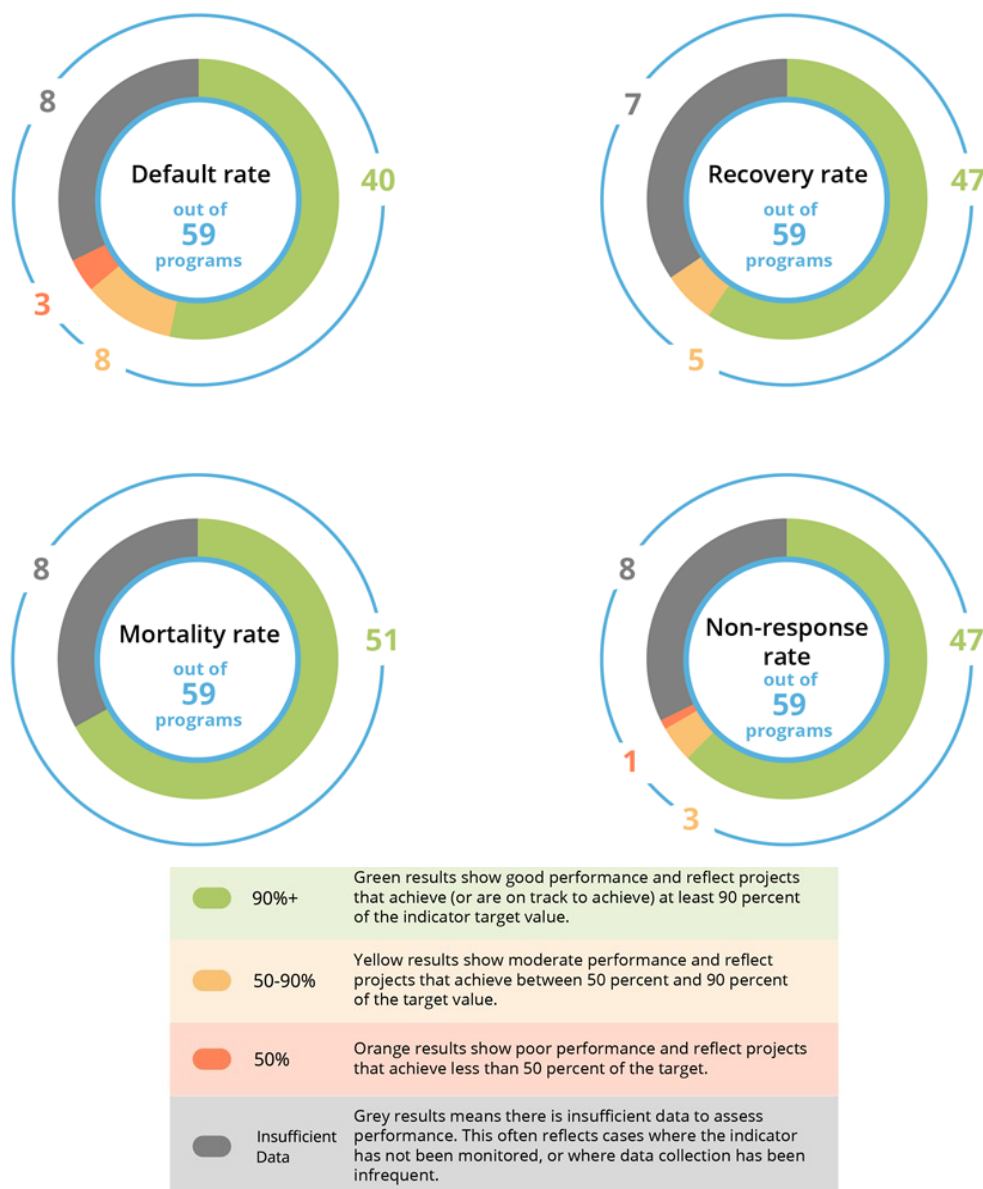 8
40
Default rate
out of
59
programs
3
8
7
47
Recovery rate
out of
59
programs
5
8
51
Mortality rate
out of
59
programs
8
47
Non-response
rate
out of
59
programs
1
3
90%+
Green results show good performance and reflect projects
that achieve (or are on track to achieve) at least 90 percent
of the indicator target value.
50-90%
Yellow results show moderate performance and reflect
projects that achieve between 50 percent and 90 percent
of the target value.
50%
Orange results show poor performance and reflect projects
that achieve less than 50 percent of the target.
Insufficient
Data
Grey results means there is insufficient data to assess
performance. This often reflects cases where the indicator
has not been monitored, or where data collection has been
infrequent.